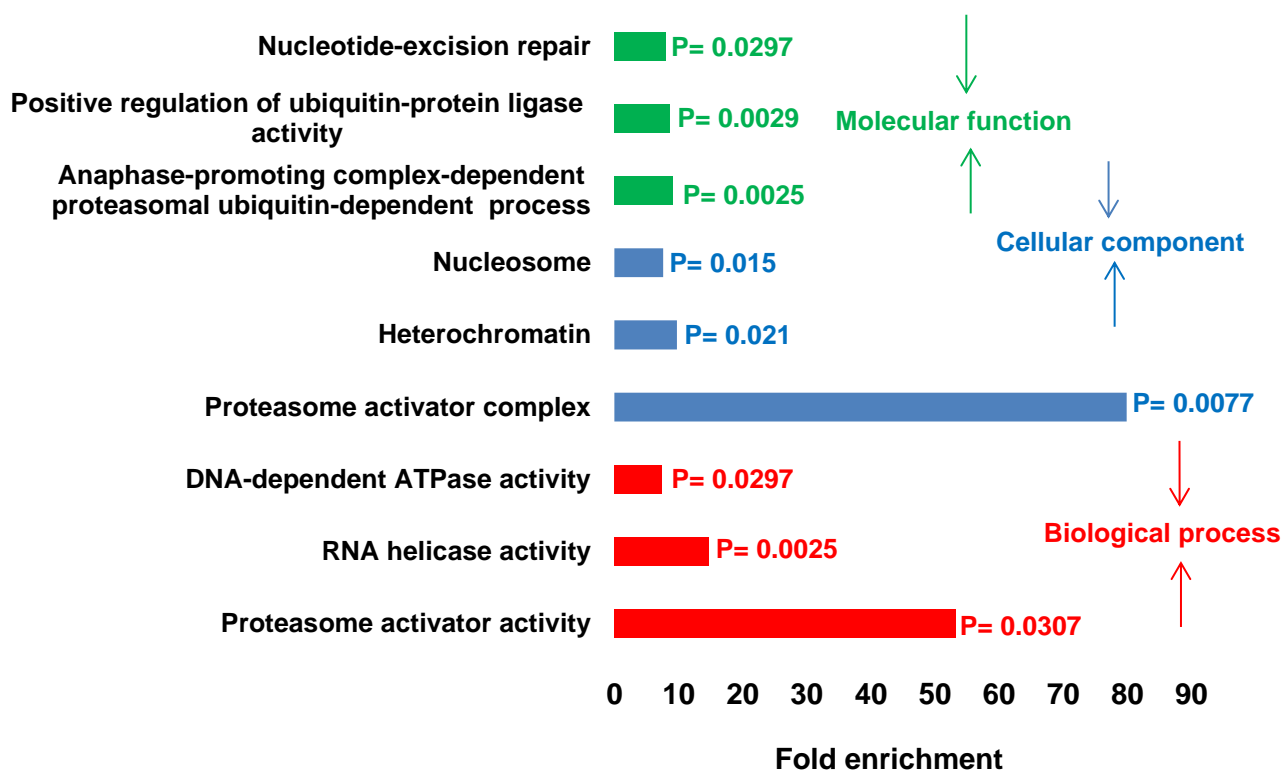 Nucleotide-excision repair
P= 0.0297
Positive regulation of ubiquitin-protein ligase
activity
P= 0.0029
Molecular function
Anaphase-promoting complex-dependent
proteasomal ubiquitin-dependent process
P= 0.0025
Cellular component
Nucleosome
P= 0.015
Heterochromatin
P= 0.021
Proteasome activator complex
P= 0.0077
DNA-dependent ATPase activity
P= 0.0297
Biological process
RNA helicase activity
P= 0.0025
Proteasome activator activity
P= 0.0307
0 10 20 30 40 50 60 70 80 90
Fold enrichment